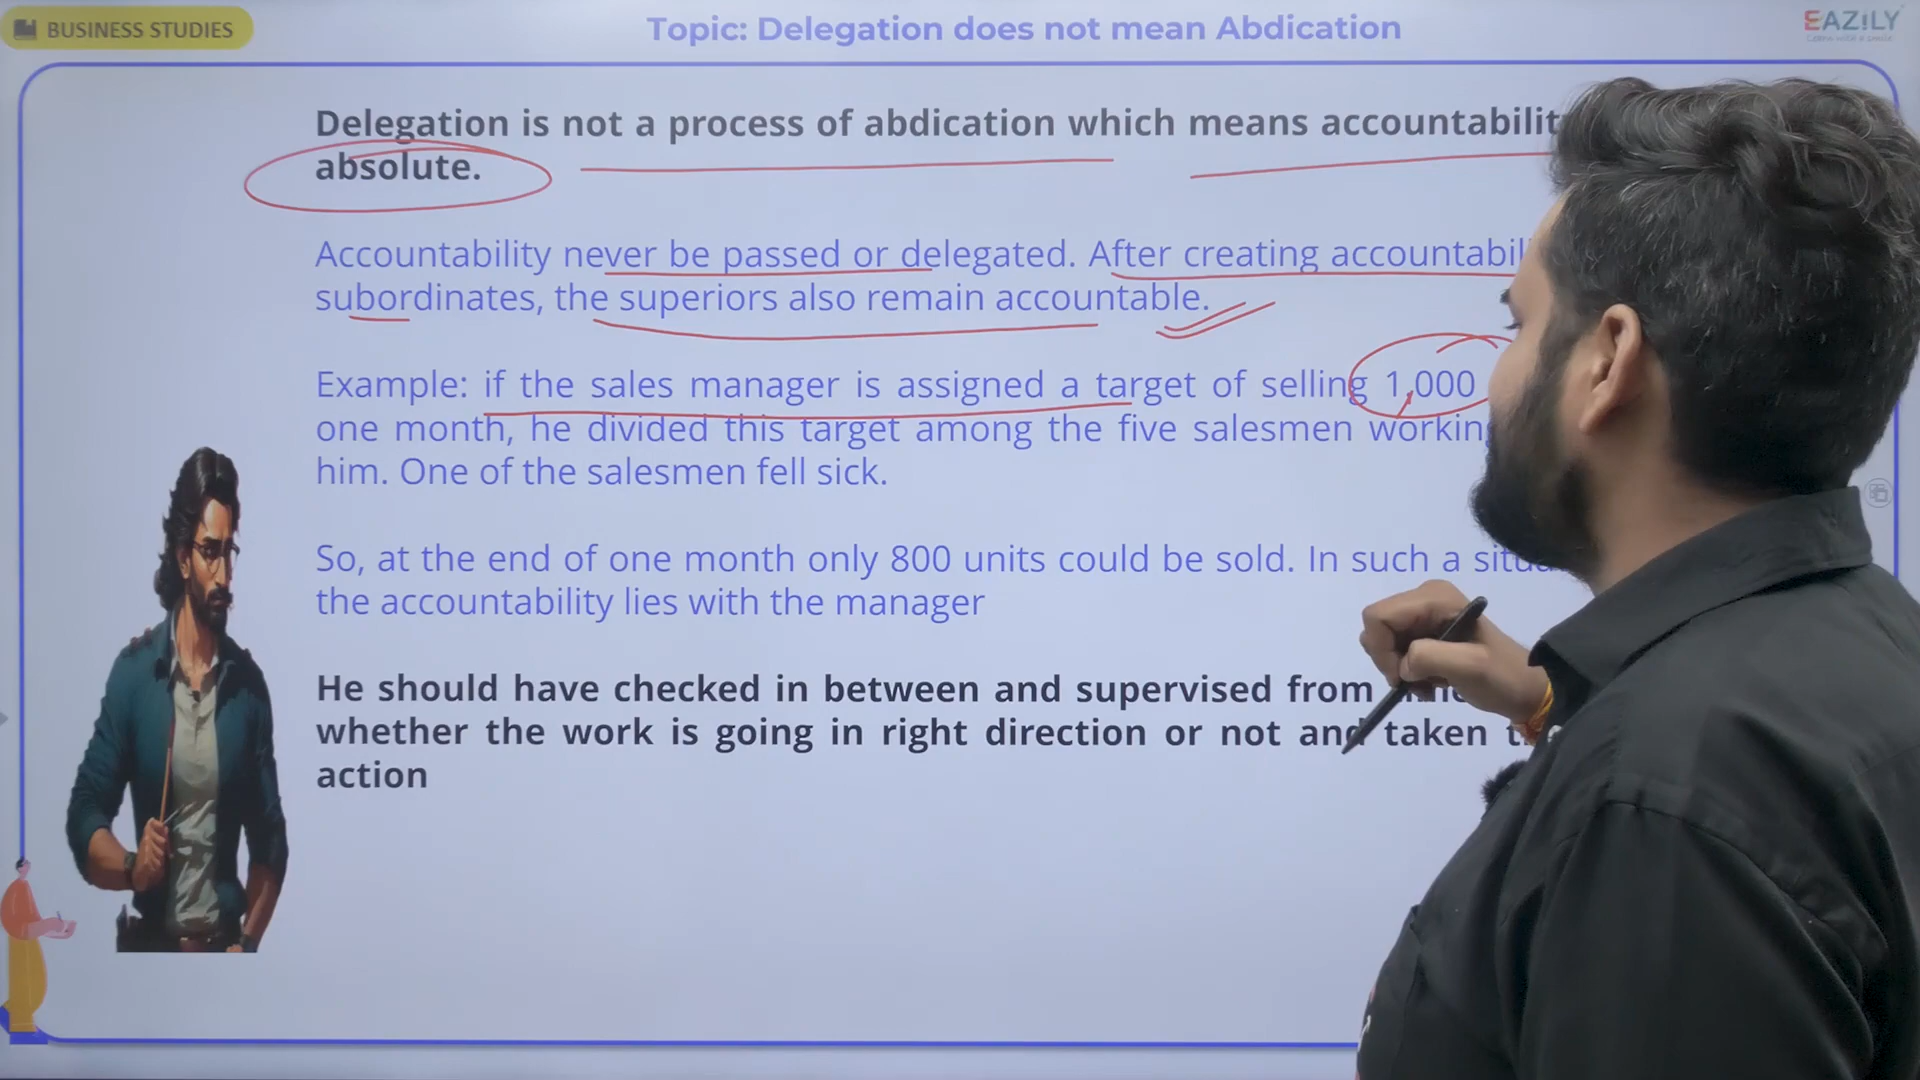 BUSINESS STUDIES
Topic: Delegation does not mean Abdication
EAZILY
Learn with a smile
Delegation is not a process of abdication which means
absolute.
Accountability never be passed or delegated. After creating
subordinates, the superiors also remain accountable.
Example: if the sales manager is assigned a target of selling 1,000
one month, he divided this target among the five salesmen
him. One of the salesmen fell sick.
So, at the end of one month only 800 units could be sold. In such a
the accountability lies with the manager
He should have checked in between and supervised from
whether the work is going in right direction or not and taken
action